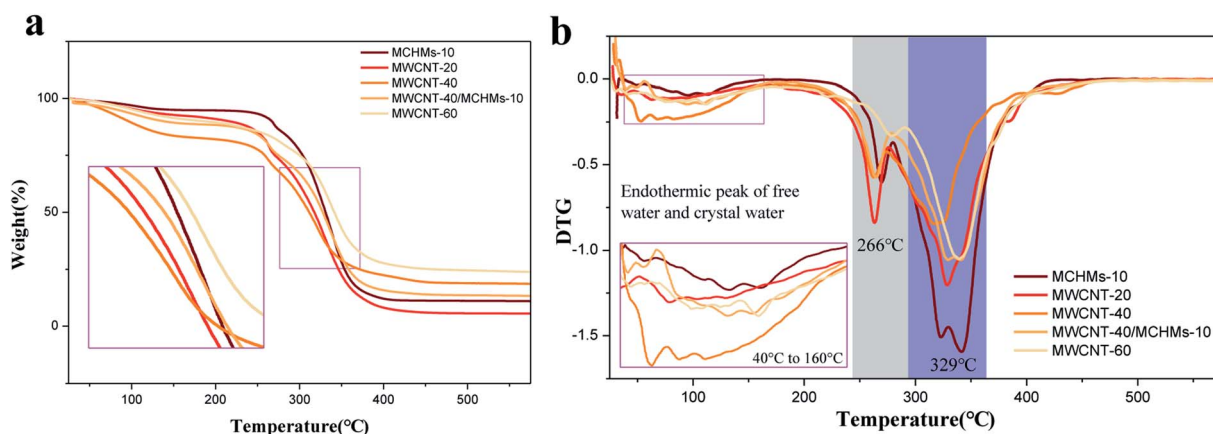 a
MCHMs-10
MWCNT-20
MWCNT-40
MWCNT-40/MCHMs-10
MWCNT-60
100
50
0
Weight(%)
100
200
300
400
500
Temperature(℃)
b
0.0
-0.5
-1.0
-1.5
DTG
Endothermic peak of free
water and crystal water
266℃
329℃
40℃ to 160℃
MCHMs-10
MWCNT-20
MWCNT-40
MWCNT-40/MCHMs-10
MWCNT-60
100
200
300
400
500
Temperature(℃)